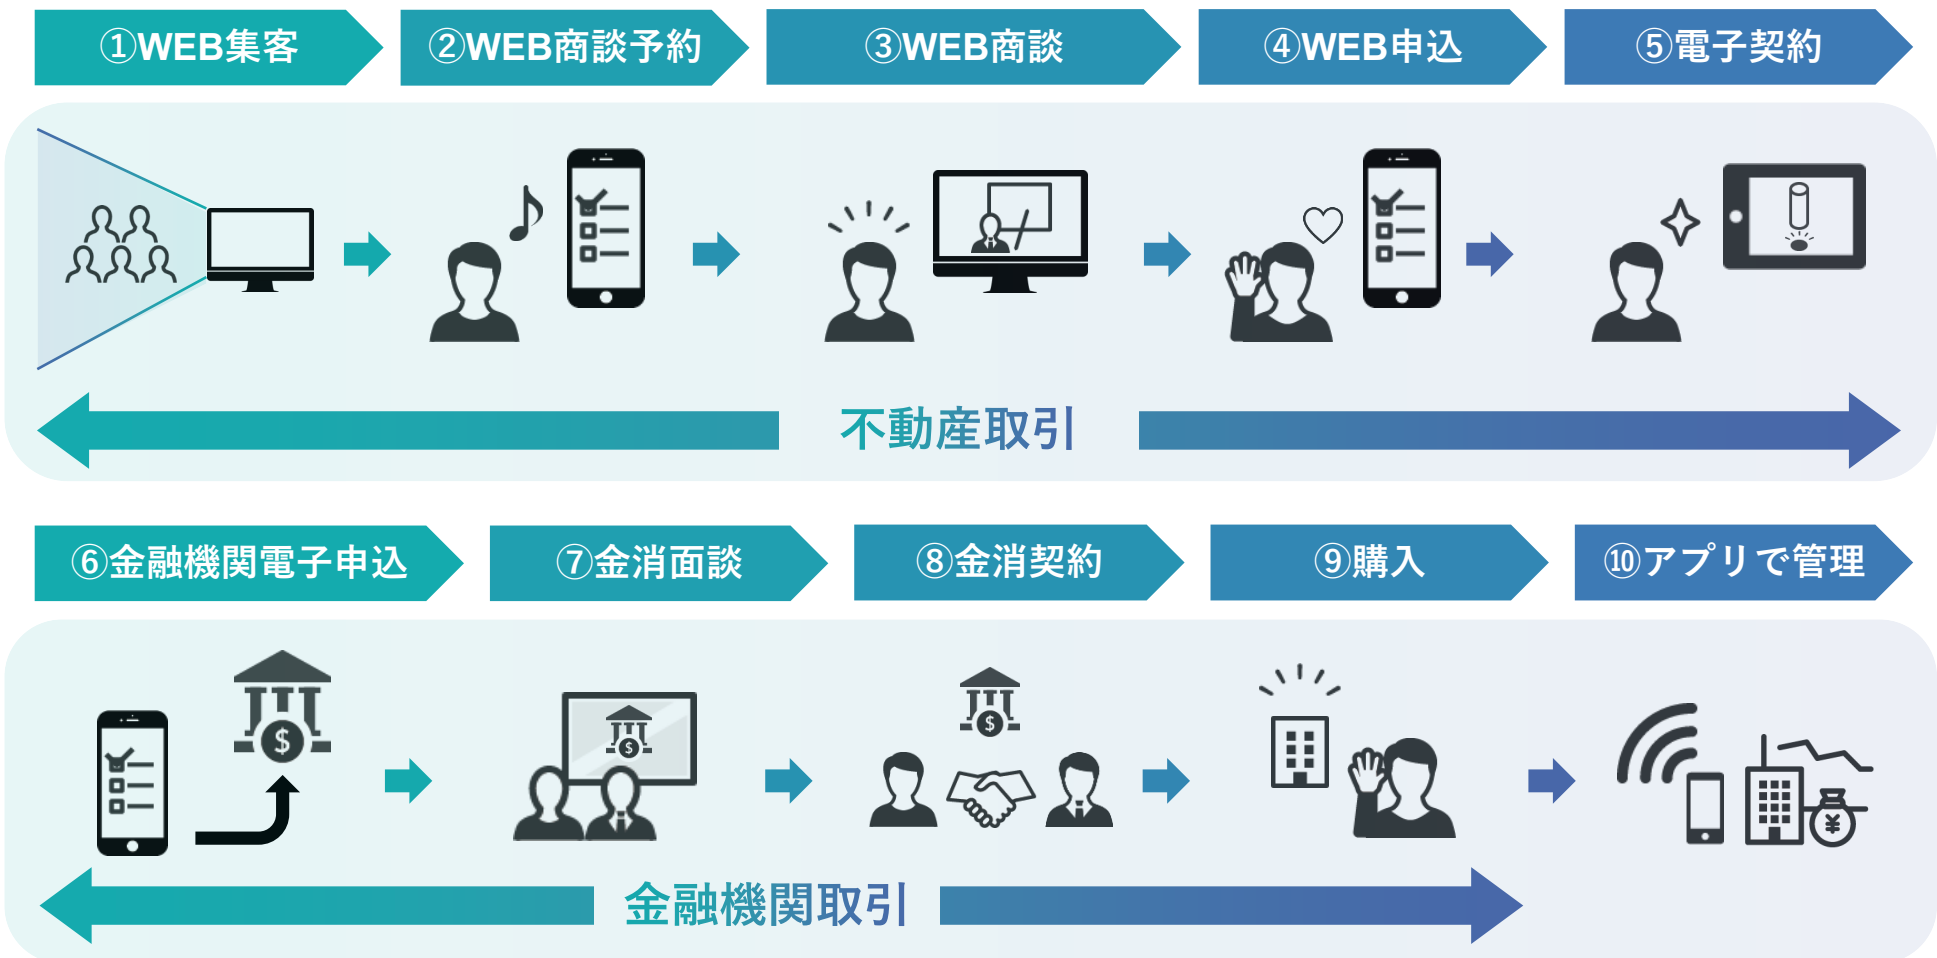 ①WEB集客
②WEB商談予約
③WEB商談
④WEB申込
⑤電子契約
不動産取引
⑥金融機関電子申込
⑦金消面談
⑧金消契約
⑨購入
⑩アプリで管理
$
$
$
¥
金融機関取引